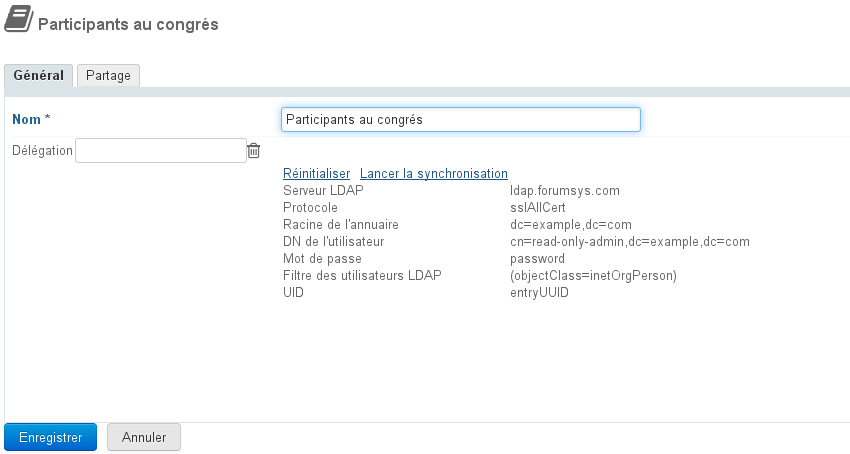 Participants au congrés
Général Partage
Nom * Participants au congrés
Délégation
Réinitialiser Lancer la synchronisation
Serveur LDAP ldap.forumsys.com
Protocole sslAllCert
Racine de l'annuaire dc=example,dc=com
DN de l'utilisateur cn=read-only-admin,dc=example,dc=com
Mot de passe password
Filtre des utilisateurs LDAP (objectClass=inetOrgPerson)
UID entryUUID
Enregistrer Annuler